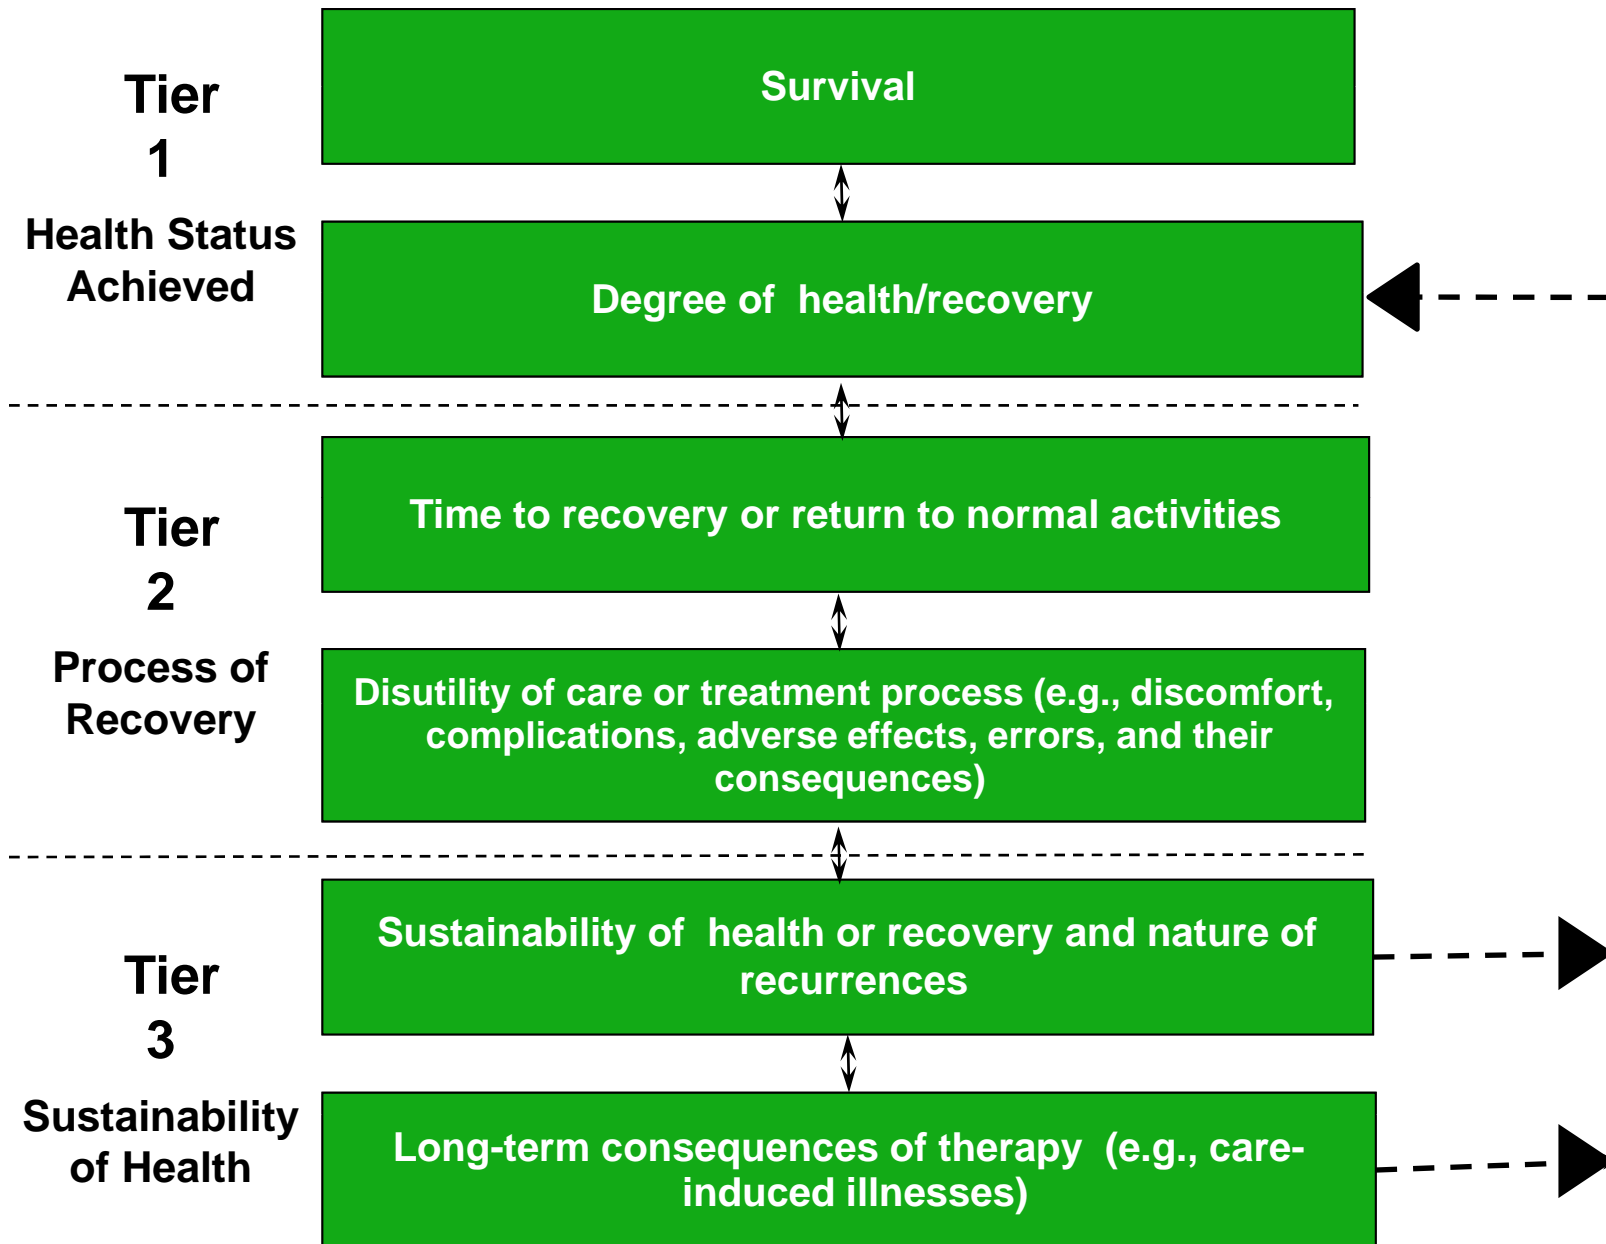 Tier
1
Health Status
Achieved
Survival
Degree of  health/recovery
Tier
2
Process of
Recovery
Time to recovery or return to normal activities
Disutility of care or treatment process (e.g., discomfort,
complications, adverse effects, errors, and their
consequences)
Tier
3
Sustainability
of Health
Sustainability of  health or recovery and nature of
recurrences
Long-term consequences of therapy  (e.g., care-
induced illnesses)